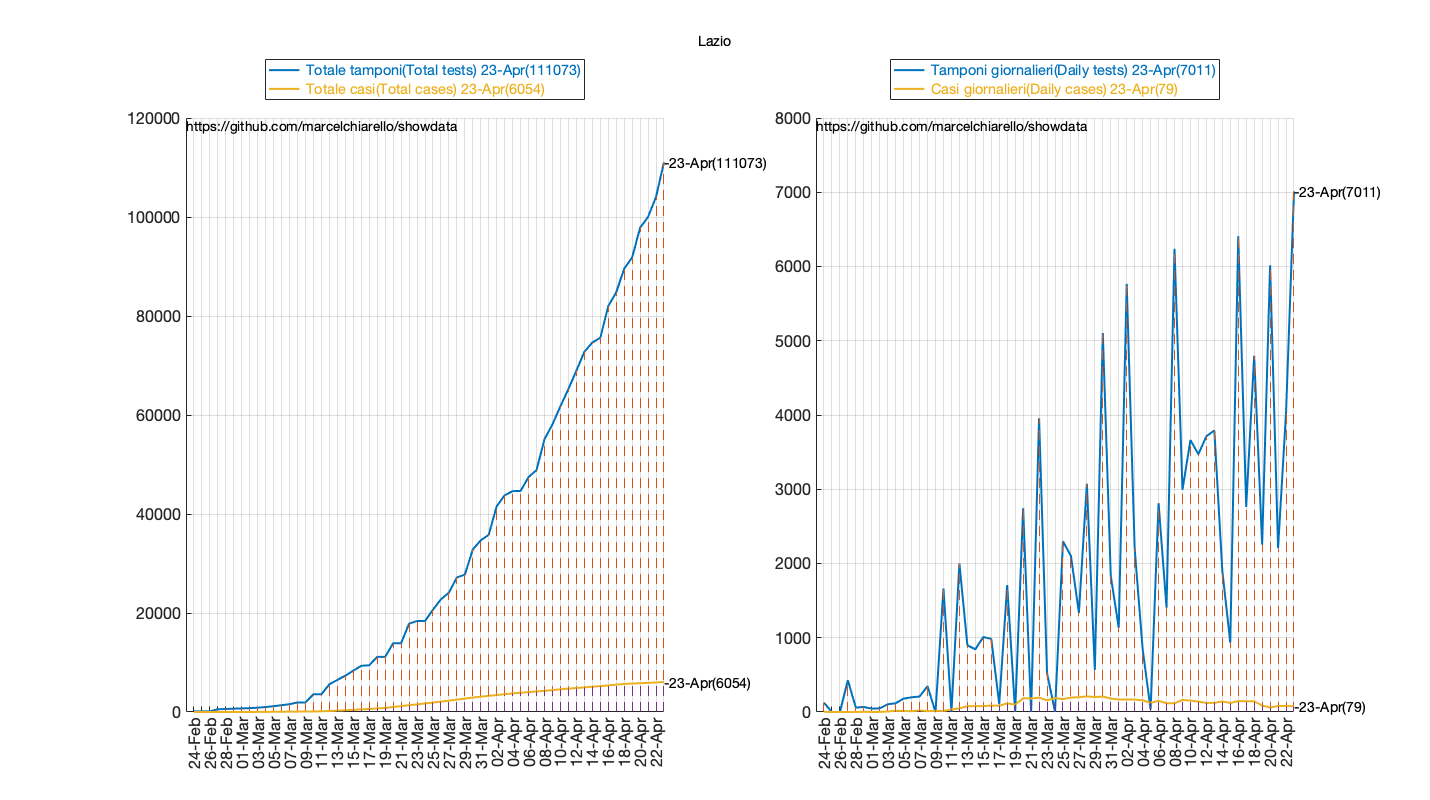 Lazio
Totale tamponi(Total tests) 23-Apr(111073)
Totale casi(Total cases) 23-Apr(6054)
120000
100000
80000
60000
40000
20000
0
https://github.com/marcelchiarello/showdata
-23-Apr(111073)
-23-Apr(6054)
24-Feb
26-Feb
28-Feb
01-Mar
03-Mar
05-Mar
07-Mar
09-Mar
11-Mar
13-Mar
15-Mar
17-Mar
19-Mar
21-Mar
23-Mar
25-Mar
27-Mar
29-Mar
31-Mar
02-Apr
04-Apr
06-Apr
08-Apr
10-Apr
12-Apr
14-Apr
16-Apr
18-Apr
20-Apr
22-Apr
Tamponi giornalieri(Daily tests) 23-Apr(7011)
Casi giornalieri(Daily cases) 23-Apr(79)
8000
7000
6000
5000
4000
3000
2000
1000
0
https://github.com/marcelchiarello/showdata
-23-Apr(7011)
-23-Apr(79)
24-Feb
26-Feb
28-Feb
01-Mar
03-Mar
05-Mar
07-Mar
09-Mar
11-Mar
13-Mar
15-Mar
17-Mar
19-Mar
21-Mar
23-Mar
25-Mar
27-Mar
29-Mar
31-Mar
02-Apr
04-Apr
06-Apr
08-Apr
10-Apr
12-Apr
14-Apr
16-Apr
18-Apr
20-Apr
22-Apr